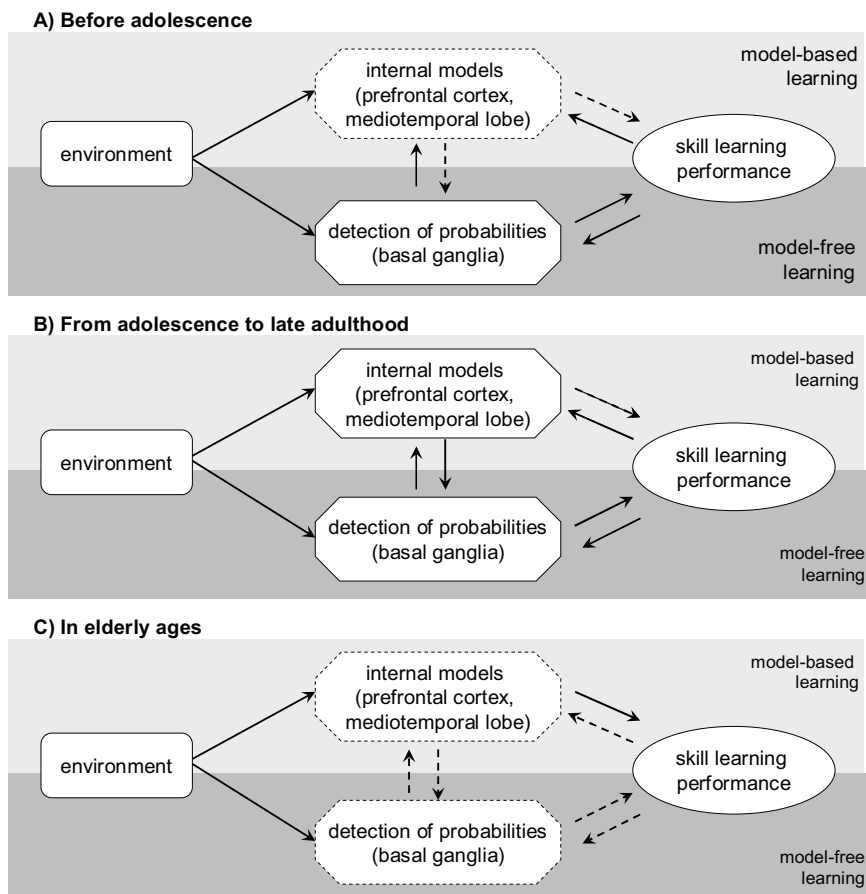 A) Before adolescence
internal models
(prefrontal cortex,
mediotemporal lobe)
model-based
learning
environment
skill learning
performance
detection of probabilities
(basal ganglia)
model-free
learning
B) From adolescence to late adulthood
internal models
(prefrontal cortex,
mediotemporal lobe)
model-based
learning
environment
skill learning
performance
detection of probabilities
(basal ganglia)
model-free
learning
C) In elderly ages
internal models
(prefrontal cortex,
mediotemporal lobe)
model-based
learning
environment
skill learning
performance
detection of probabilities
(basal ganglia)
model-free
learning